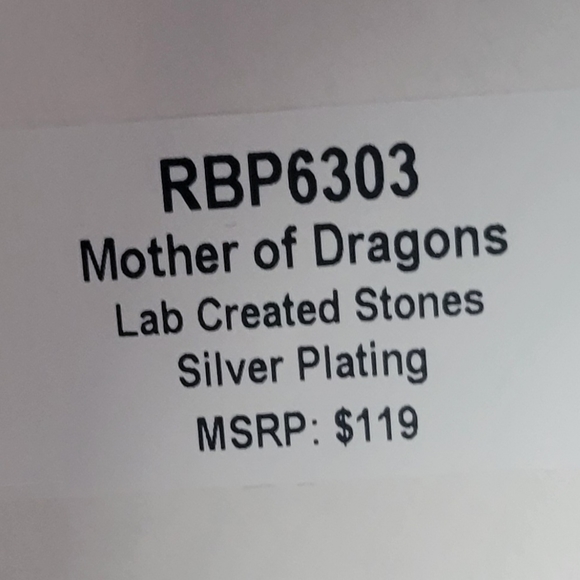 RBP6303
Mother of Dragons
Lab Created Stones
Silver Plating
MSRP: $119